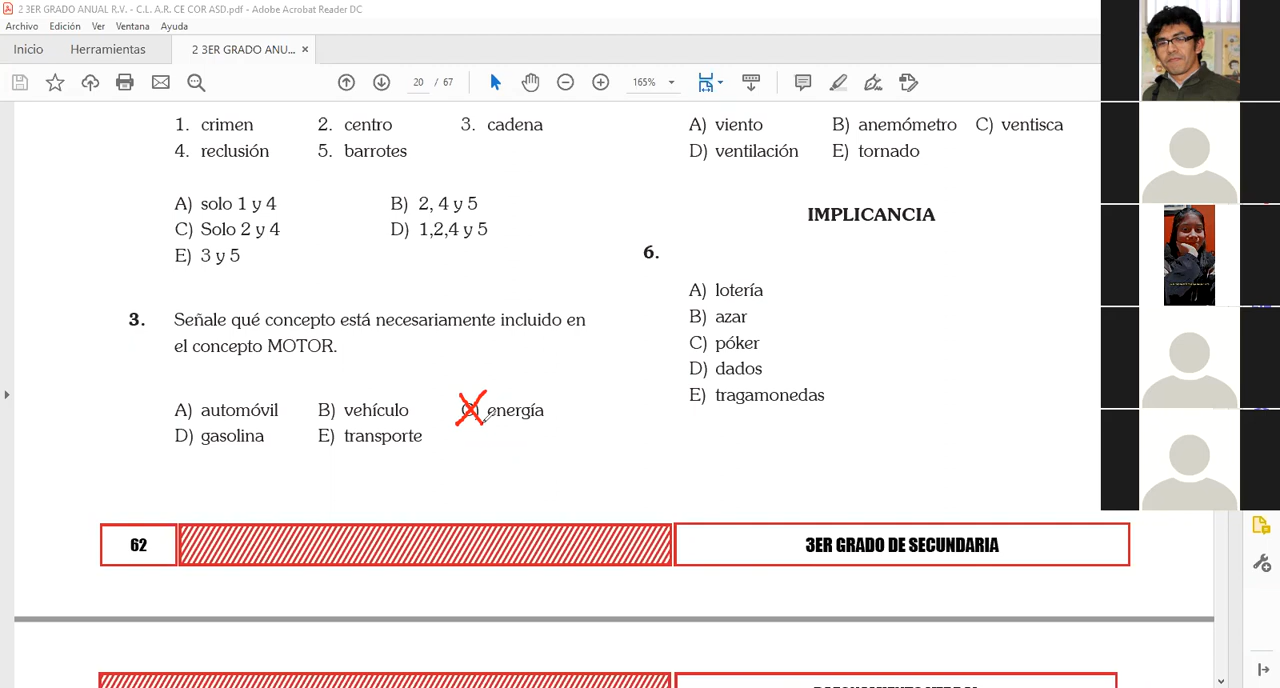 2 3ER GRADO ANUAL R.V. - C.L. A.R. CE COR ASD.pdf - Adobe Acrobat Reader DC
Archivo Edición Ver Ventana Ayuda
Inicio Herramientas 2 3ER GRADO ANU... ×
20 / 67 165%
1. crimen 2. centro 3. cadena
4. reclusión 5. barrotes
A) solo 1 y 4 B) 2, 4 y 5
C) Solo 2 y 4 D) 1,2,4 y 5
E) 3 y 5
3. Señale qué concepto está necesariamente incluido en
el concepto MOTOR.
A) automóvil B) vehículo C) energía
D) gasolina E) transporte
A) viento B) anemómetro C) ventisca
D) ventilación E) tornado
IMPLICANCIA
6.
A) lotería
B) azar
C) póker
D) dados
E) tragamonedas
62 3ER GRADO DE SECUNDARIA